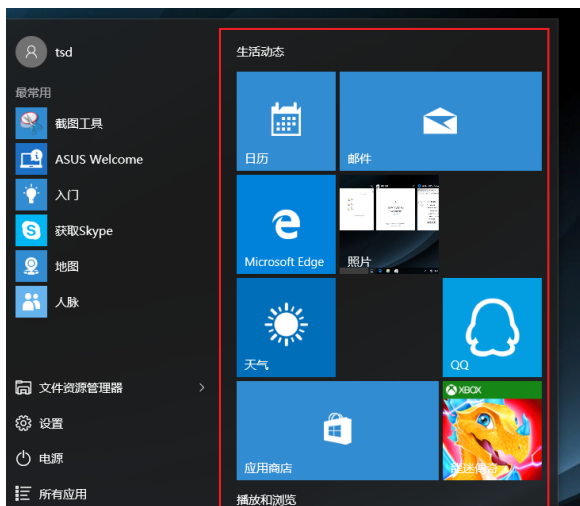 tsd
最常用
截图工具
ASUS Welcome
入门
获取Skype
地图
人脉
文件资源管理器
设置
电源
所有应用
生活动态
日历
邮件
Microsoft Edge
照片
天气
QQ
应用商店
XBOX
播放和浏览